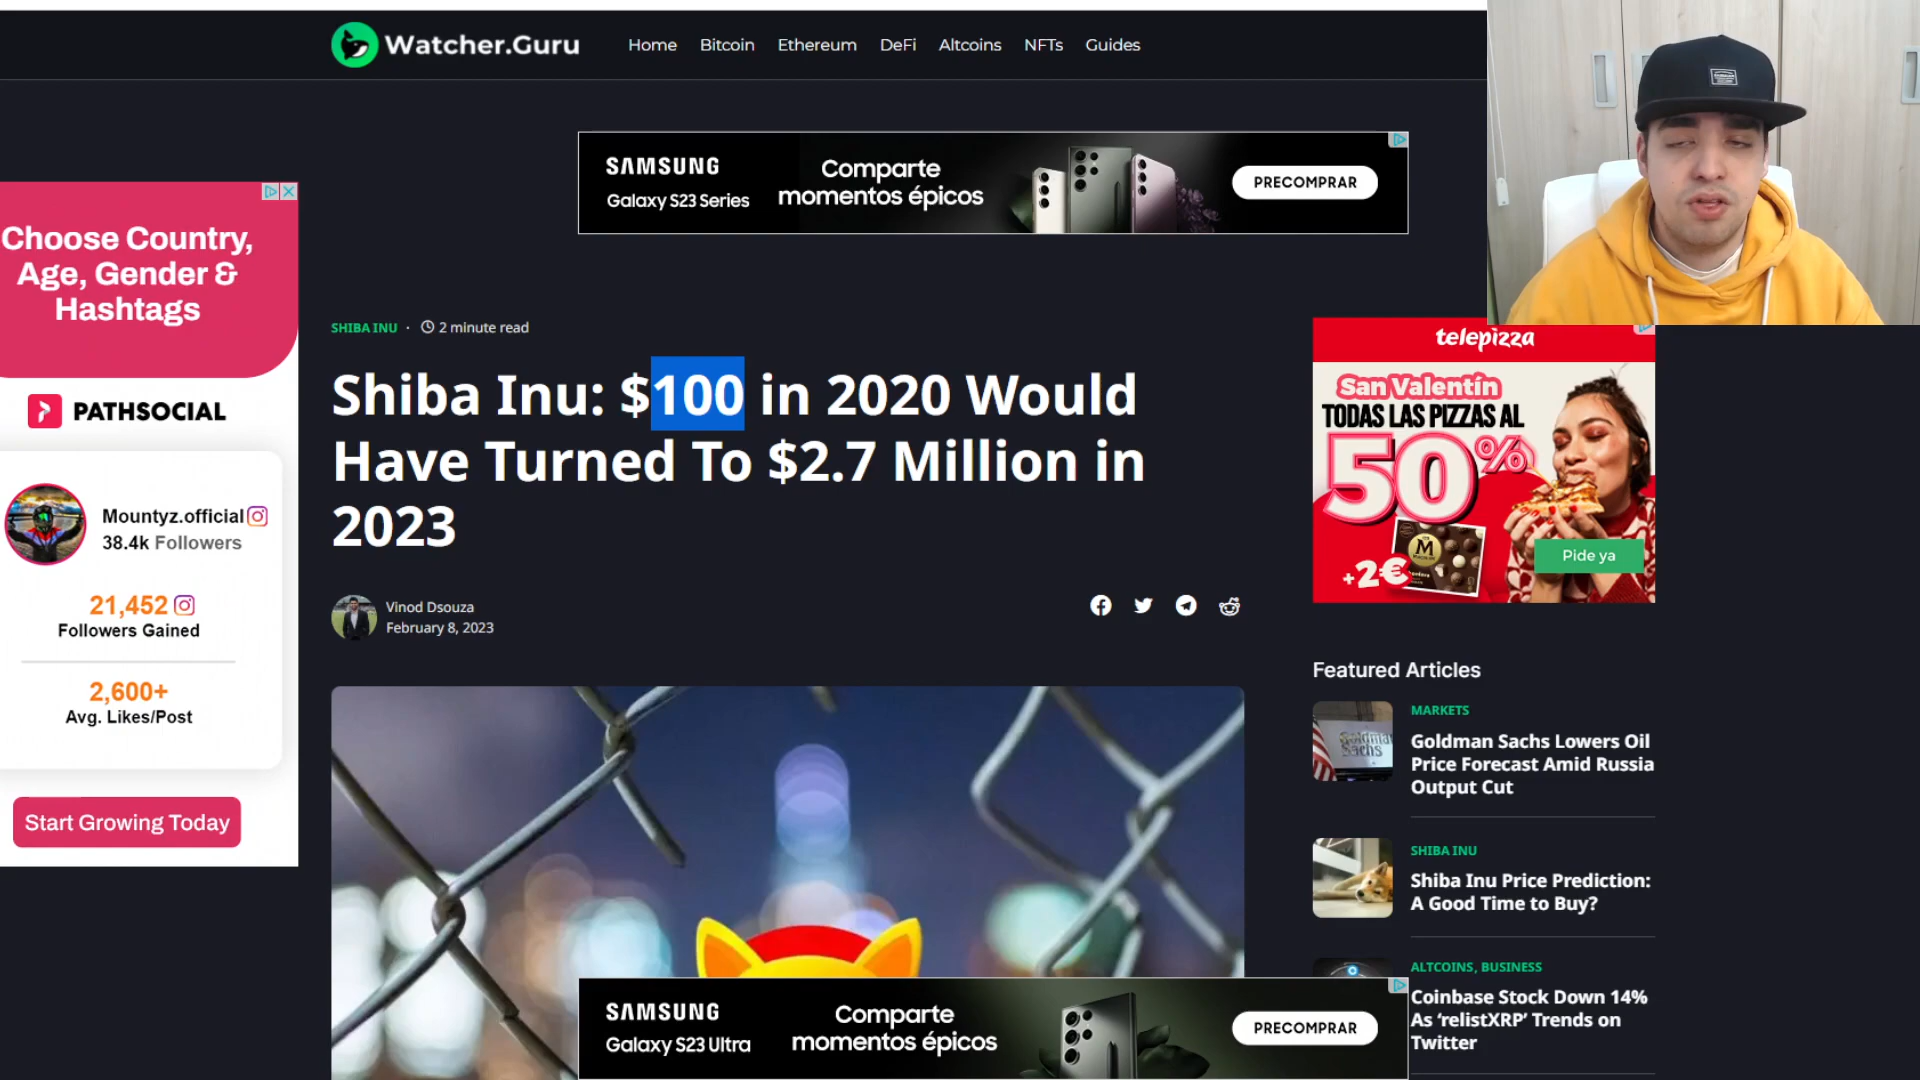 Watcher.Guru
Home
Bitcoin
Ethereum
DeFi
Altcoins
NFTs
Guides
SAMSUNG
Galaxy S23 Series
Comparte
momentos épicos
PRECOMPRAR
Choose Country,
Age, Gender &
Hashtags
PATHSOCIAL
Mountyz.official
38.4k Followers
21,452
Followers Gained
2,600+
Avg. Likes/Post
Start Growing Today
SHIBA INU · 2 minute read
Shiba Inu: $100 in 2020 Would
Have Turned To $2.7 Million in
2023
Vinod Dsouza
February 8, 2023
telepizza
San Valentín
TODAS LAS PIZZAS AL
50%
+2€
M
Pide ya
Featured Articles
MARKETS
Goldman Sachs Lowers Oil
Price Forecast Amid Russia
Output Cut
Goldman
Sachs
SHIBA INU
Shiba Inu Price Prediction:
A Good Time to Buy?
ALTCOINS, BUSINESS
Coinbase Stock Down 14%
As ‘relistXRP’ Trends on
Twitter
SAMSUNG
Galaxy S23 Ultra
Comparte
momentos épicos
PRECOMPRAR